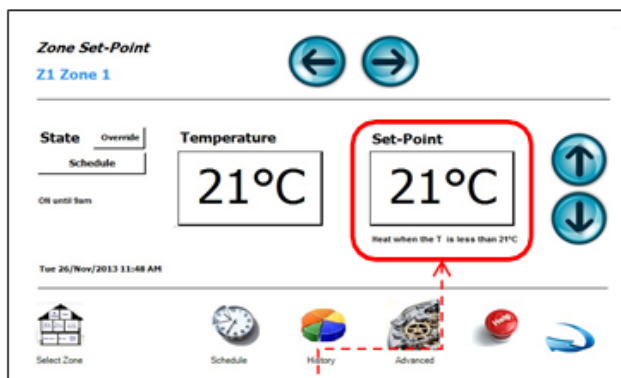 Zone Set-Point
Z1 Zone 1
State Override
Schedule
ON until 9am
Temperature
21°C
Set-Point
21°C
Heat when the T is less than 21°C
Tue 26/Nov/2013 11:48 AM
Select Zone
Schedule
History
Advanced
Help